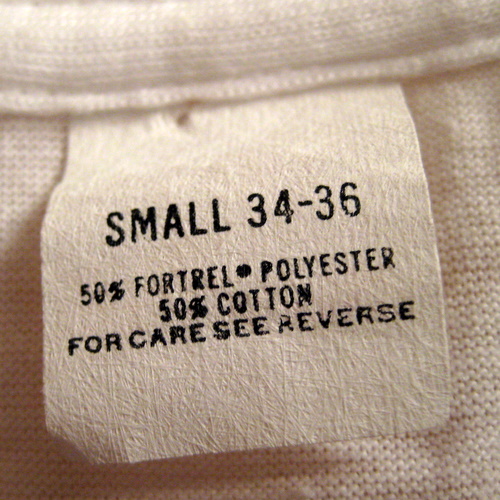 SMALL 34-36
50% FORTREL® POLYESTER
50% COTTON
FOR CARE SEE REVERSE